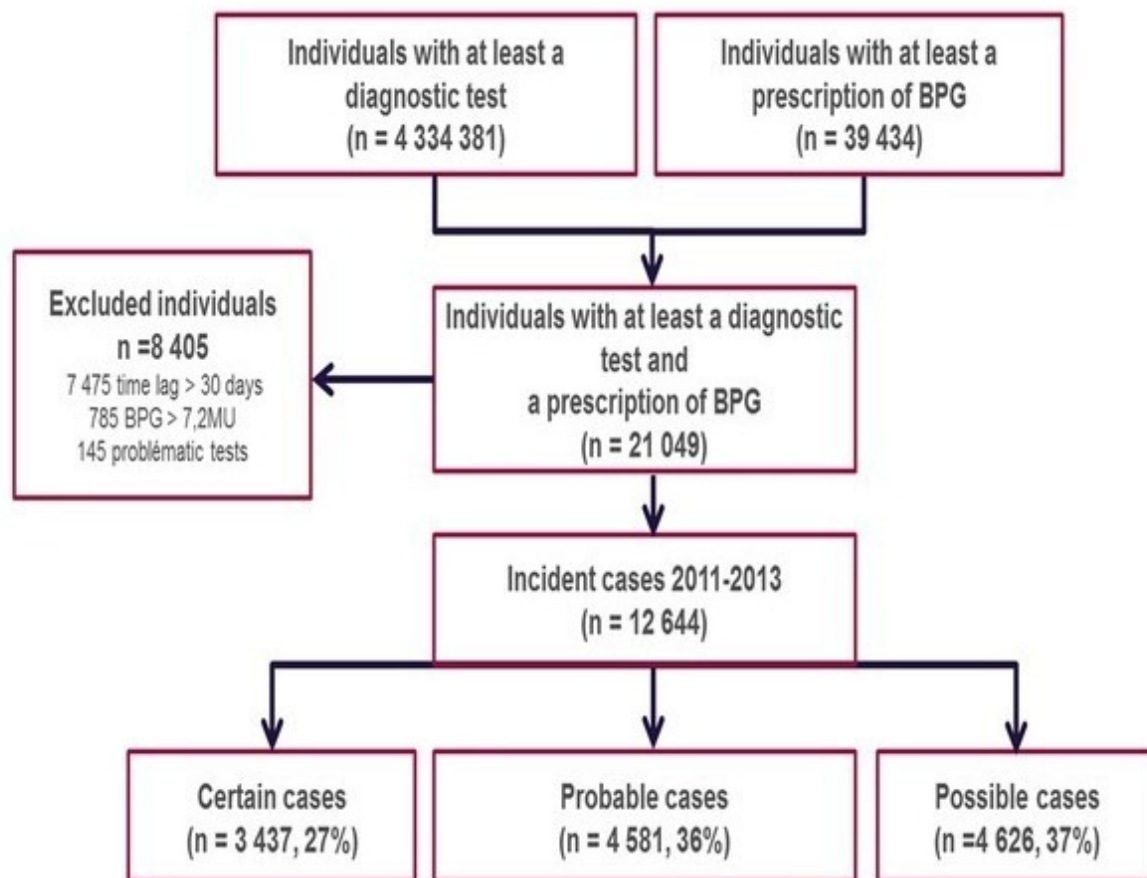 Individuals with at least a
diagnostic test
(n = 4 334 381)
Individuals with at least a
prescription of BPG
(n = 39 434)
Excluded individuals
n =8 405
7 475 time lag > 30 days
785 BPG > 7,2MU
145 problématic tests
Individuals with at least a diagnostic
test and
a prescription of BPG
(n = 21 049)
Incident cases 2011-2013
(n = 12 644)
Certain cases
(n = 3 437, 27%)
Probable cases
(n = 4 581, 36%)
Possible cases
(n =4 626, 37%)